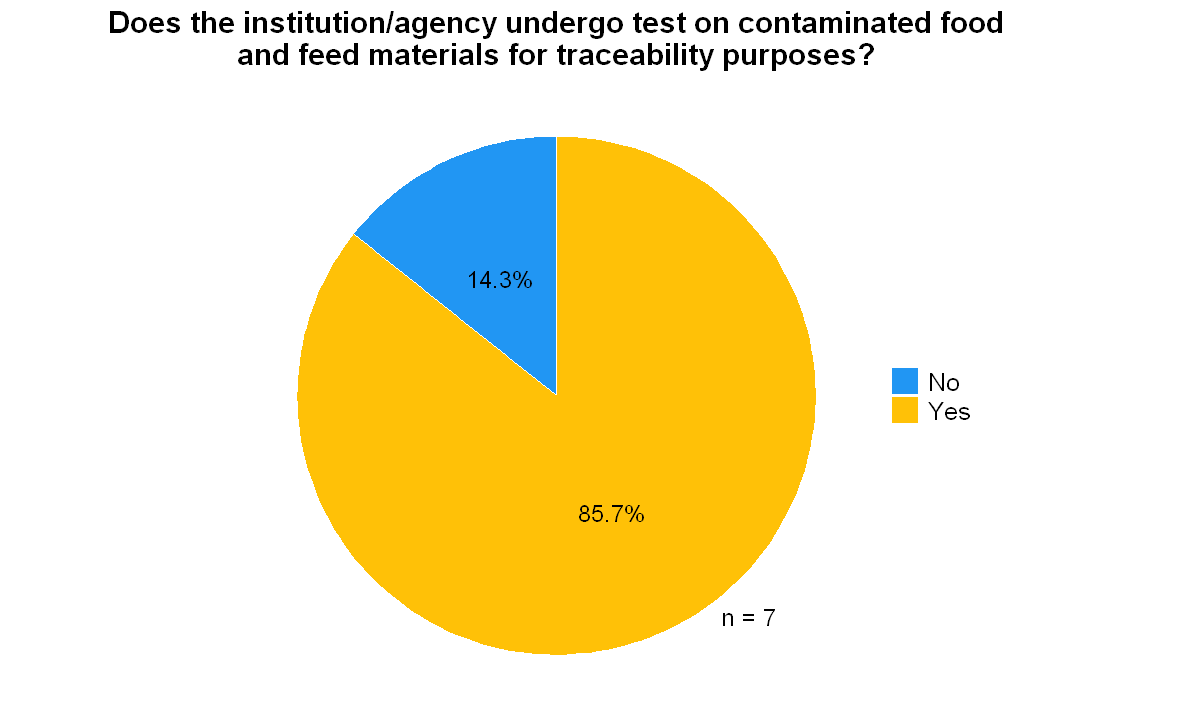 Does the institution/agency undergo test on contaminated food
and feed materials for traceability purposes?
14.3%
No
Yes
85.7%
n = 7